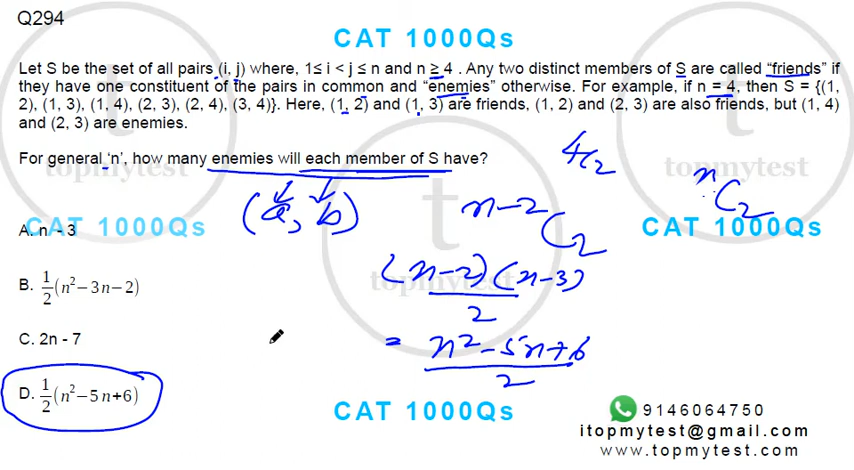 Q294
CAT 1000Qs
Let S be the set of all pairs (i, j) where, 1≤ i < j ≤ n and n ≥ 4 . Any two distinct members of S are called “friends” if
they have one constituent of the pairs in common and “enemies” otherwise. For example, if n = 4, then S = {(1,
2), (1, 3), (1, 4), (2, 3), (2, 4), (3, 4)}. Here, (1, 2) and (1, 3) are friends, (1, 2) and (2, 3) are also friends, but (1, 4)
and (2, 3) are enemies.
4C2
For general ‘n’, how many enemies will each member of S have?
topmytest
topmytest
nC2
(a, b)
n-2C2
CAT 1000Qs
CAT 1000Qs
A. n - 3
(n-2)(n-3)
2
topmytest
B. 1/2(n²−3n−2)
C. 2n - 7
= n²-5n+6
2
D. 1/2(n²−5n+6)
CAT 1000Qs
9146064750
itopmytest@gmail.com
www.topmytest.com